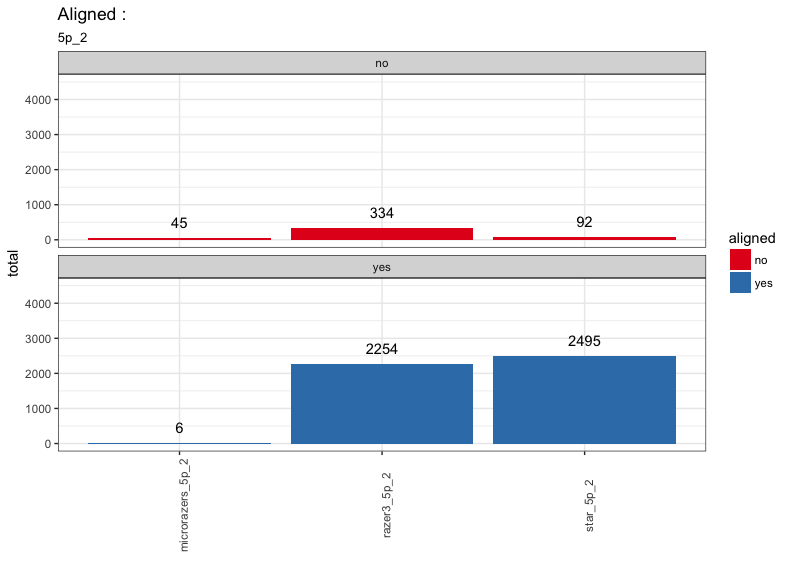 Aligned :
5p_2
no
4000
3000
2000
1000
0
45
334
92
total
yes
4000
3000
2000
1000
0
6
2254
2495
microrazers_5p_2
razer3_5p_2
star_5p_2
aligned
no
yes